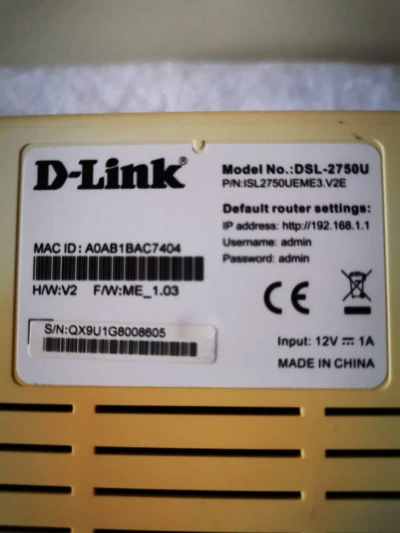 D-Link®
Model No.:DSL-2750U
P/N:ISL2750UEME3.V2E
Default router settings:
IP address: http://192.168.1.1
Username: admin
Password: admin
MAC ID: A0AB1BAC7404
H/W:V2 F/W:ME_1.03
S/N:QX9U1G8008605
CE
Input: 12V ⎓ 1A
MADE IN CHINA